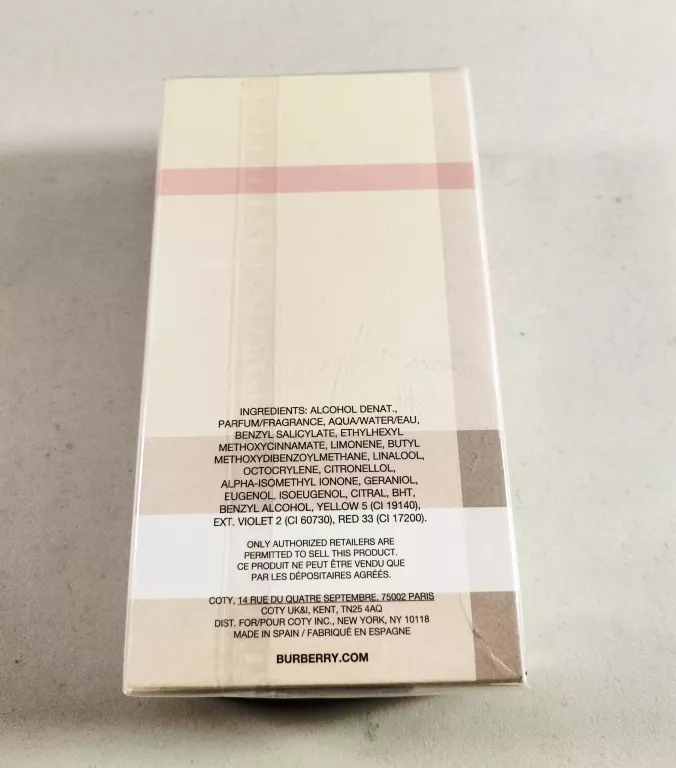 INGREDIENTS: ALCOHOL DENAT.,
PARFUM/FRAGRANCE, AQUA/WATER/EAU,
BENZYL SALICYLATE, ETHYLHEXYL
METHOXYCINNAMATE, LIMONENE, BUTYL
METHOXYDIBENZOYLMETHANE, LINALOOL,
OCTOCRYLENE, CITRONELLOL,
ALPHA-ISOMETHYL IONONE, GERANIOL,
EUGENOL, ISOEUGENOL, CITRAL, BHT,
BENZYL ALCOHOL, YELLOW 5 (CI 19140),
EXT. VIOLET 2 (CI 60730), RED 33 (CI 17200).
ONLY AUTHORIZED RETAILERS ARE
PERMITTED TO SELL THIS PRODUCT.
CE PRODUIT NE PEUT ÊTRE VENDU QUE
PAR LES DÉPOSITAIRES AGRÉÉS.
COTY, 14 RUE DU QUATRE SEPTEMBRE, 75002 PARIS
COTY UK&I, KENT, TN25 4AQ
DIST. FOR/POUR COTY INC., NEW YORK, NY 10118
MADE IN SPAIN / FABRIQUÉ EN ESPAGNE
BURBERRY.COM